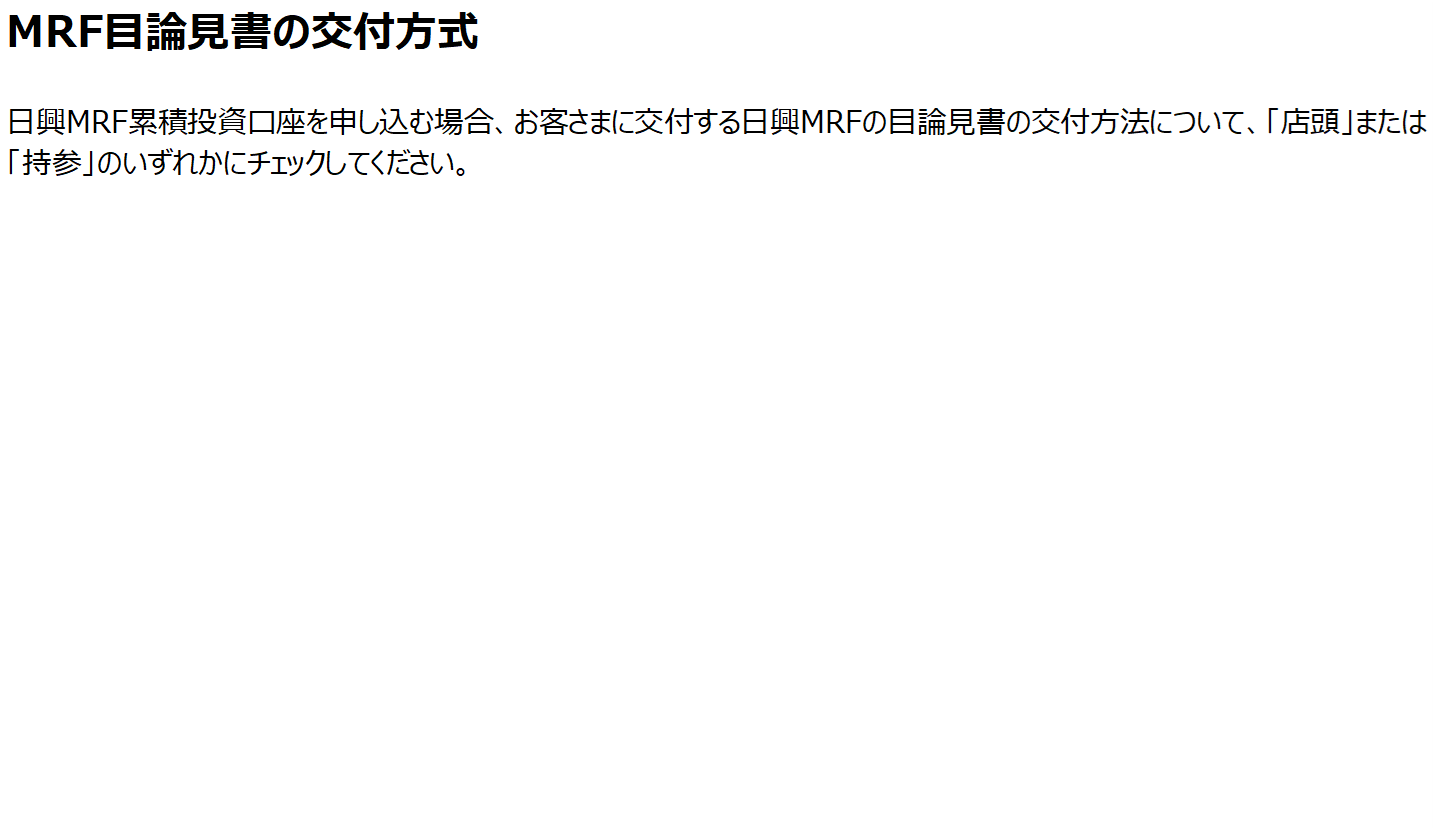 MRF目論見書の交付方式
日興MRF累積投資口座を申し込む場合、お客さまに交付する日興MRFの目論見書の交付方法について、「店頭」または
「持参」のいずれかにチェックしてください。